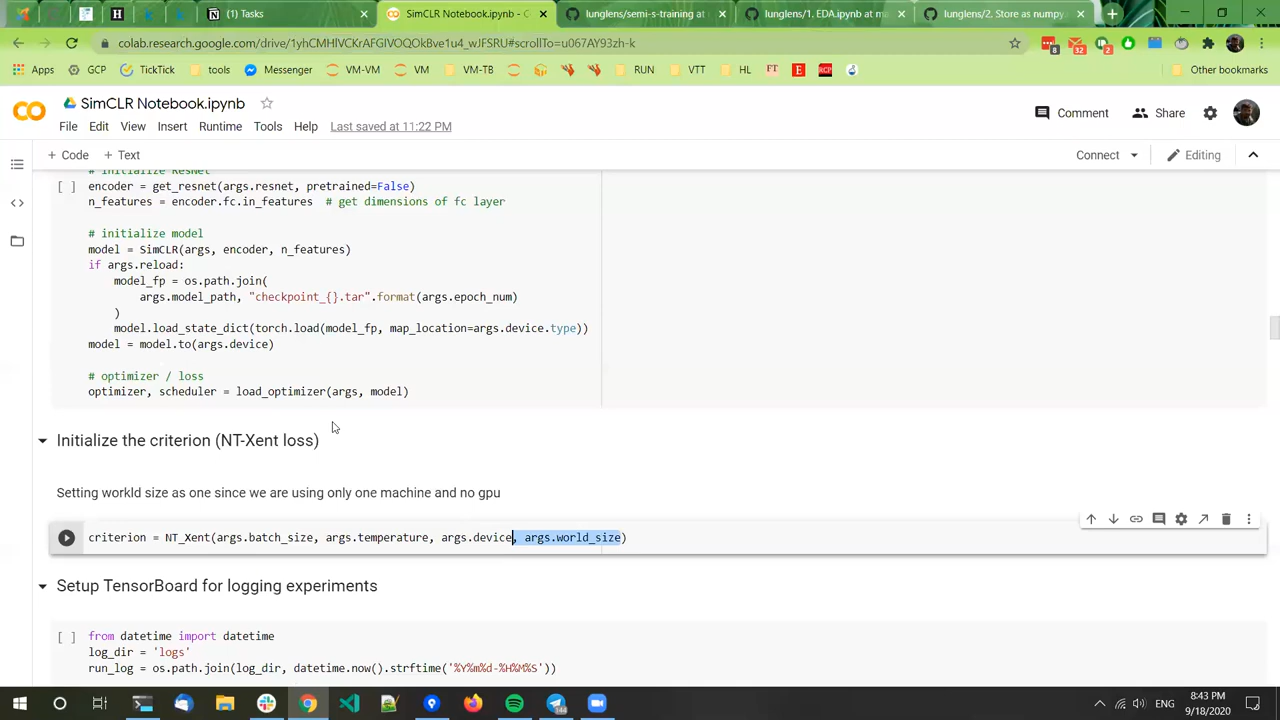 (1) Tasks
SimCLR Notebook.ipynb - C
lunglens/semi-s-training at m
lunglens/1. EDA.ipynb at ma
lunglens/2. Store as numpy.
colab.research.google.com/drive/1yhCMHlVCKrAFGIVOQOkBve1u4_wJFSRU#scrollTo=u067AY93zh-k
8
32
2
Apps
GCP
TickTick
tools
Messenger
VM-VM
VM
VM-TB
RUN
VTT
HL
FT
E
RCP
Other bookmarks
SimCLR Notebook.ipynb
Comment
Share
File Edit View Insert Runtime Tools Help Last saved at 11:22 PM
+ Code + Text
Connect
Editing
# initialize ResNet
[ ] encoder = get_resnet(args.resnet, pretrained=False)
n_features = encoder.fc.in_features # get dimensions of fc layer
# initialize model
model = SimCLR(args, encoder, n_features)
if args.reload:
model_fp = os.path.join(
args.model_path, "checkpoint_{}.tar".format(args.epoch_num)
)
model.load_state_dict(torch.load(model_fp, map_location=args.device.type))
model = model.to(args.device)
# optimizer / loss
optimizer, scheduler = load_optimizer(args, model)
Initialize the criterion (NT-Xent loss)
Setting workld size as one since we are using only one machine and no gpu
criterion = NT_Xent(args.batch_size, args.temperature, args.device, args.world_size)
Setup TensorBoard for logging experiments
[ ] from datetime import datetime
log_dir = 'logs'
run_log = os.path.join(log_dir, datetime.now().strftime('%Y%m%d-%H%M%S'))
ENG
8:43 PM
9/18/2020